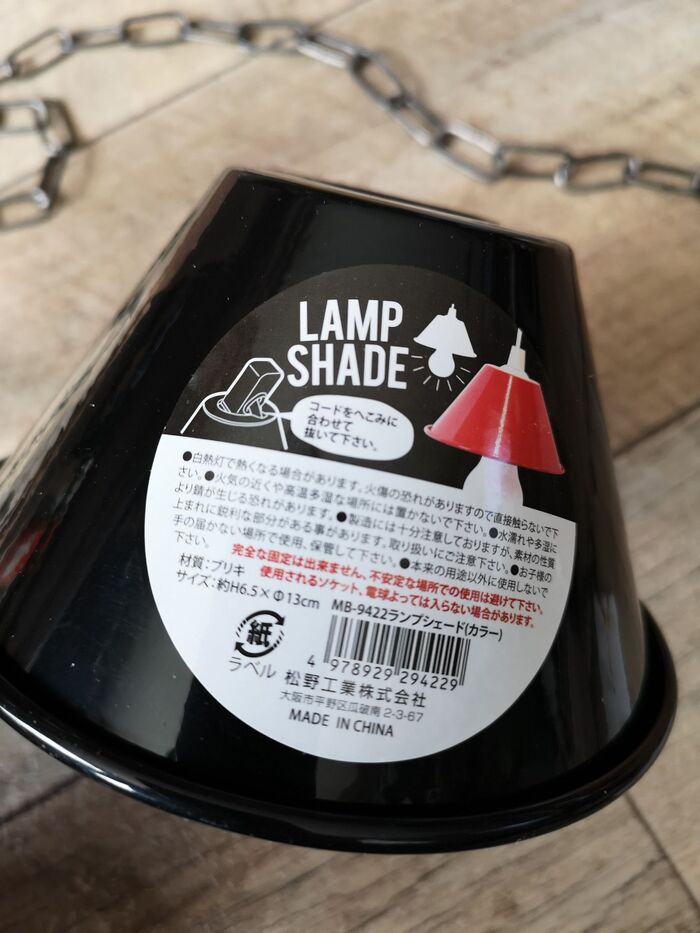 LAMP
SHADE
コードをへこみに
合わせて
抜いて下さい。
●白熱灯で熱くなる場合があります。火傷の恐れがありますので直接触らないで下
さい。●火気の近くや高温多湿な場所には置かないで下さい。●水濡れや多湿に
より錆が生じる恐れがあります。●製造には十分注意しておりますが、素材の性質
上まれに鋭利な部分がある事があります。取り扱いにご注意下さい。●お子様の
手の届かない場所で使用、保管して下さい。●本来の用途以外に使用しないで
下さい。
完全な固定は出来ません。不安定な場所での使用は避けて下さい。
使用されるソケット、電球よっては入らない場合があります。
材質：ブリキ
サイズ：約H6.5×Φ13cm
MB-9422ランプシェード(カラー)
4 978929 294229
紙
ラベル
松野工業株式会社
大阪市平野区瓜破南 2-3-67
MADE IN CHINA